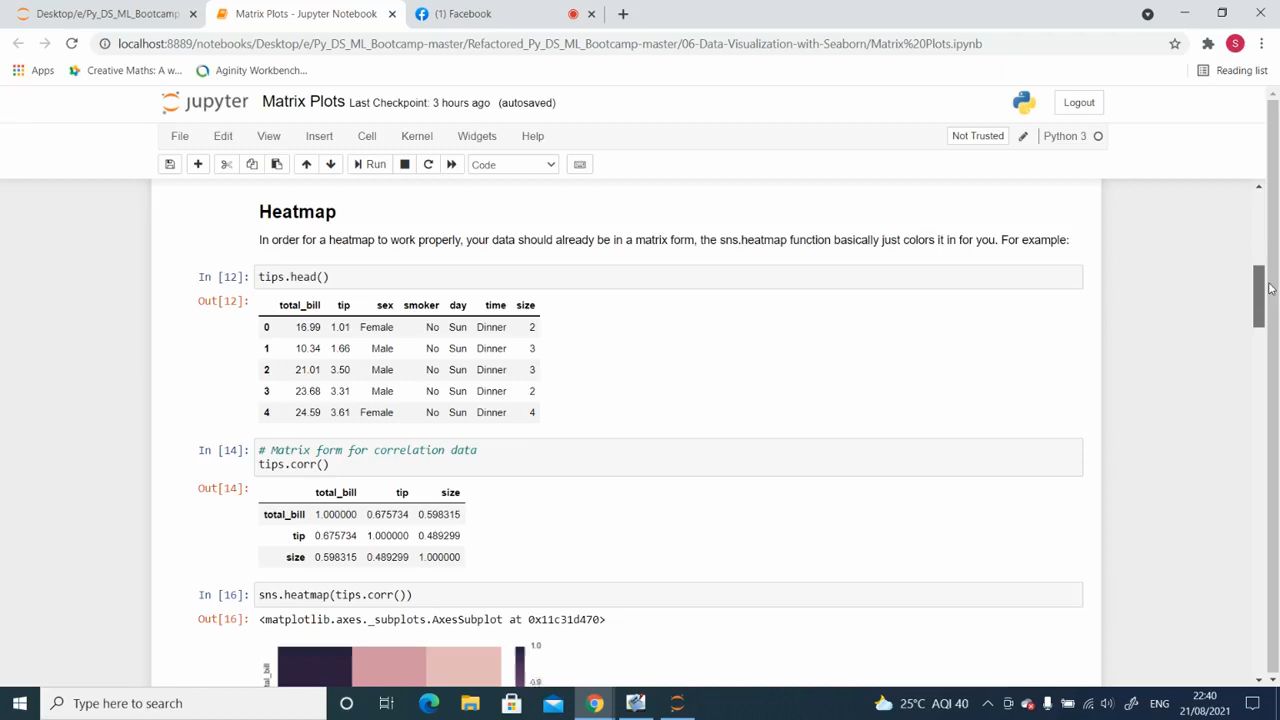 Desktop/e/Py_DS_ML_Bootcamp
Matrix Plots - Jupyter Notebook
(1) Facebook
localhost:8889/notebooks/Desktop/e/Py_DS_ML_Bootcamp-master/Refactored_Py_DS_ML_Bootcamp-master/06-Data-Visualization-with-Seaborn/Matrix%20Plots.ipynb
S
Apps
Creative Maths: A w...
Aginity Workbench...
Reading list
jupyter Matrix Plots Last Checkpoint: 3 hours ago (autosaved)
Logout
File Edit View Insert Cell Kernel Widgets Help
Not Trusted
Python 3
Run
Code
Heatmap
In order for a heatmap to work properly, your data should already be in a matrix form, the sns.heatmap function basically just colors it in for you. For example:
In [12]: tips.head()
Out[12]: total_bill tip sex smoker day time size
0 16.99 1.01 Female No Sun Dinner 2
1 10.34 1.66 Male No Sun Dinner 3
2 21.01 3.50 Male No Sun Dinner 3
3 23.68 3.31 Male No Sun Dinner 2
4 24.59 3.61 Female No Sun Dinner 4
In [14]: # Matrix form for correlation data
tips.corr()
Out[14]: total_bill tip size
total_bill 1.000000 0.675734 0.598315
tip 0.675734 1.000000 0.489299
size 0.598315 0.489299 1.000000
In [16]: sns.heatmap(tips.corr())
Out[16]: <matplotlib.axes._subplots.AxesSubplot at 0x11c31d470>
1.0
total_bill
0.9
Type here to search
25°C AQI 40
ENG
22:40
21/08/2021